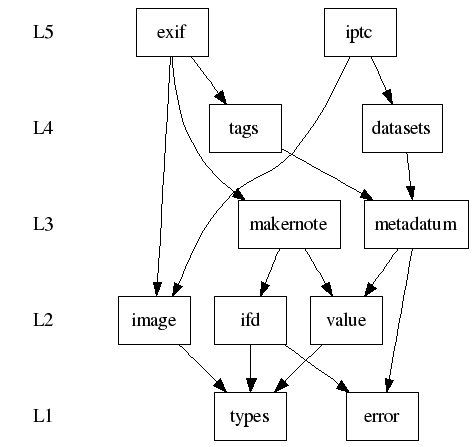 L5 exif iptc
L4 tags datasets
L3 makernote metadatum
L2 image ifd value
L1 types error